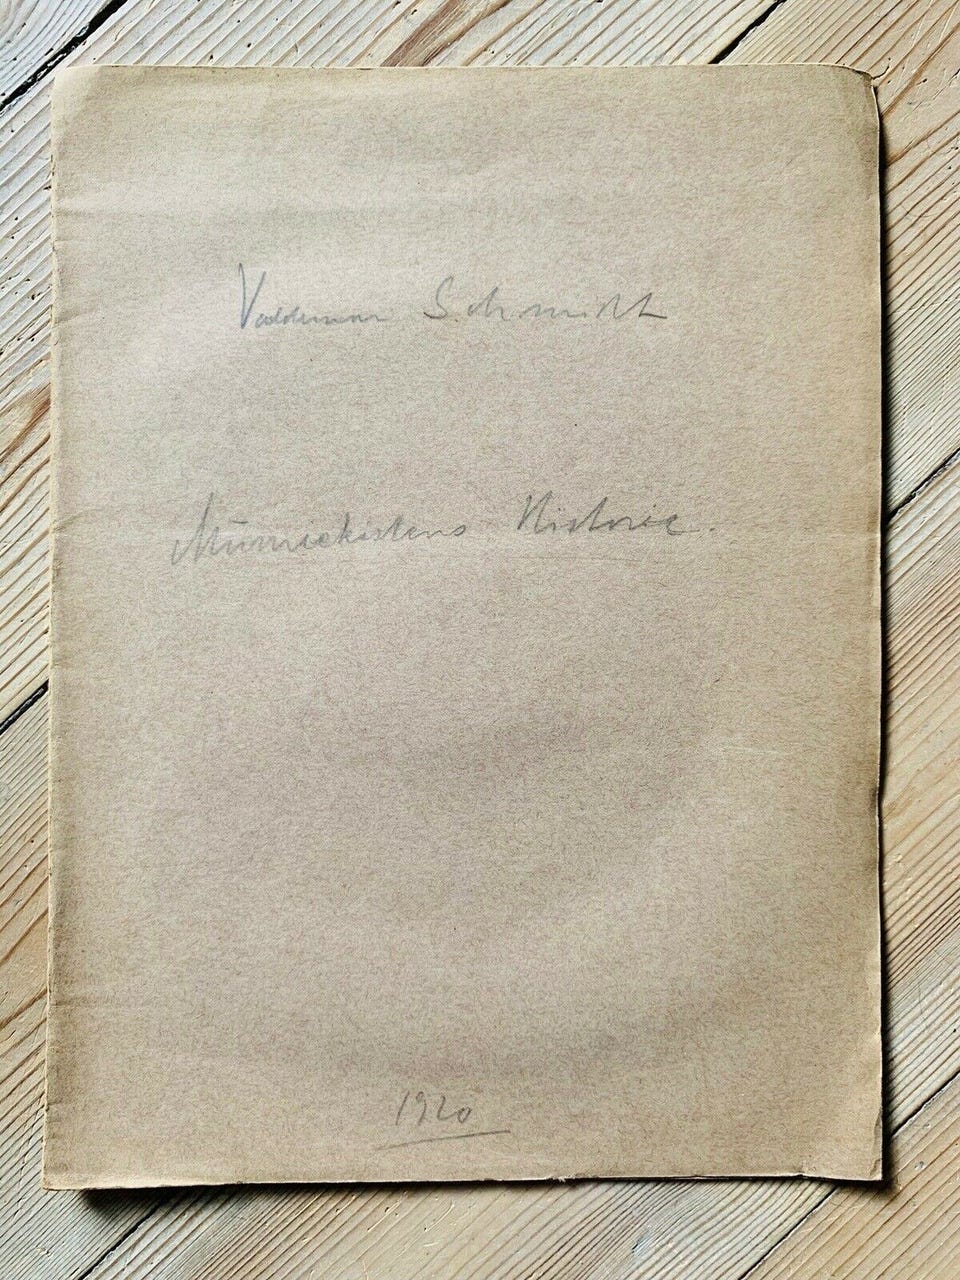 Valdemar Schmidt
Mumiekistens Historie.
1920